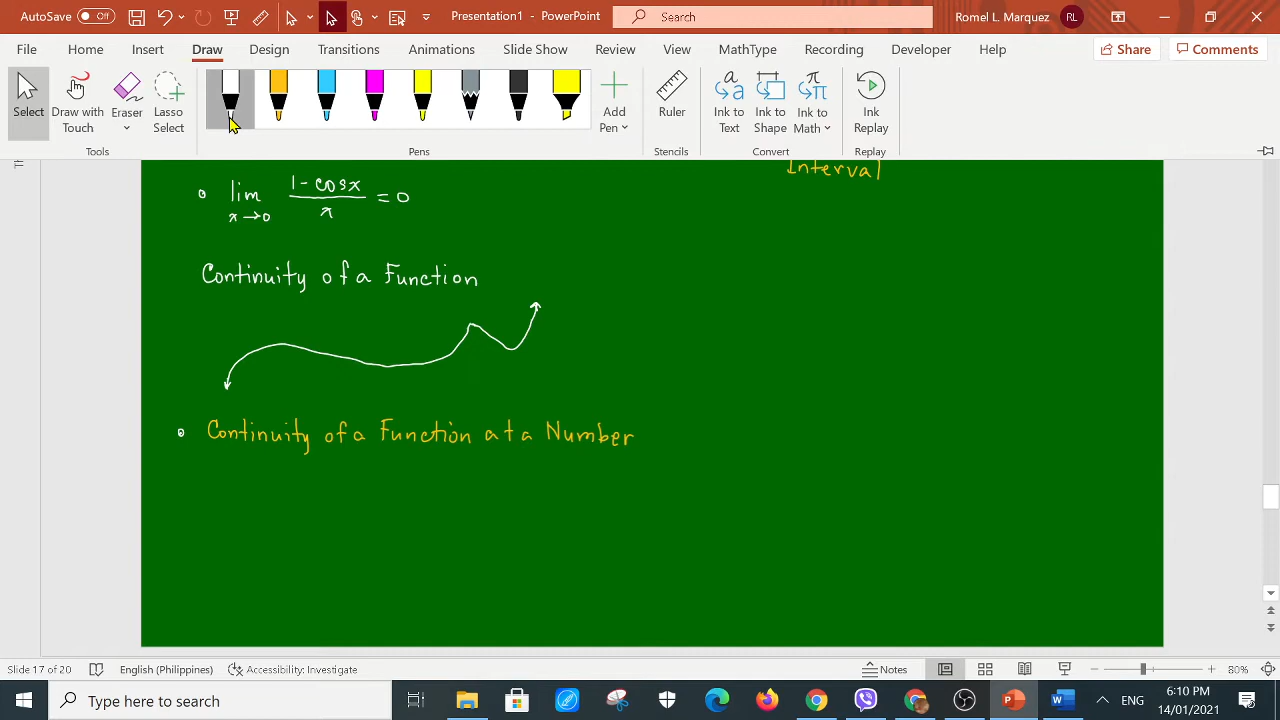 AutoSave Off Presentation1 - PowerPoint Search Romel L. Marquez RL
File Home Insert Draw Design Transitions Animations Slide Show Review View MathType Recording Developer Help Share Comments
Select Draw with Touch Eraser Lasso Select Add Pen Ruler Ink to Text Ink to Shape Ink to Math Ink Replay
Tools Pens Stencils Convert Replay
Interval
lim x→0 1-cosx/x = 0
Continuity of a Function
Continuity of a Function at a Number
Slide 17 of 20 English (Philippines) Accessibility: Investigate Notes 80%
Type here to search ENG 6:10 PM
14/01/2021